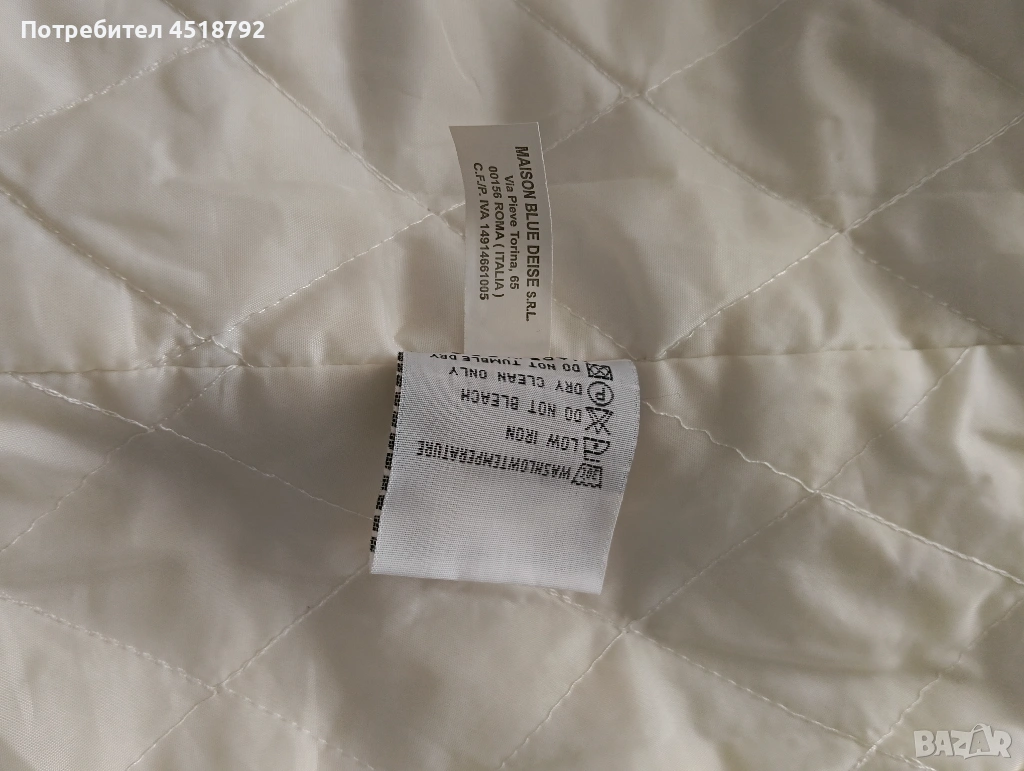 Потребител 4518792
MAISON BLUE DEISE S.R.L.
Via Pieve Torina, 65
00156 ROMA ( ITALIA )
C.F./P. IVA 14914661005
WASHLOWTEMPERATURE
LOW IRON
DO NOT BLEACH
DRY CLEAN ONLY
P
DO NOT TUMBLE DRY
BAZAR